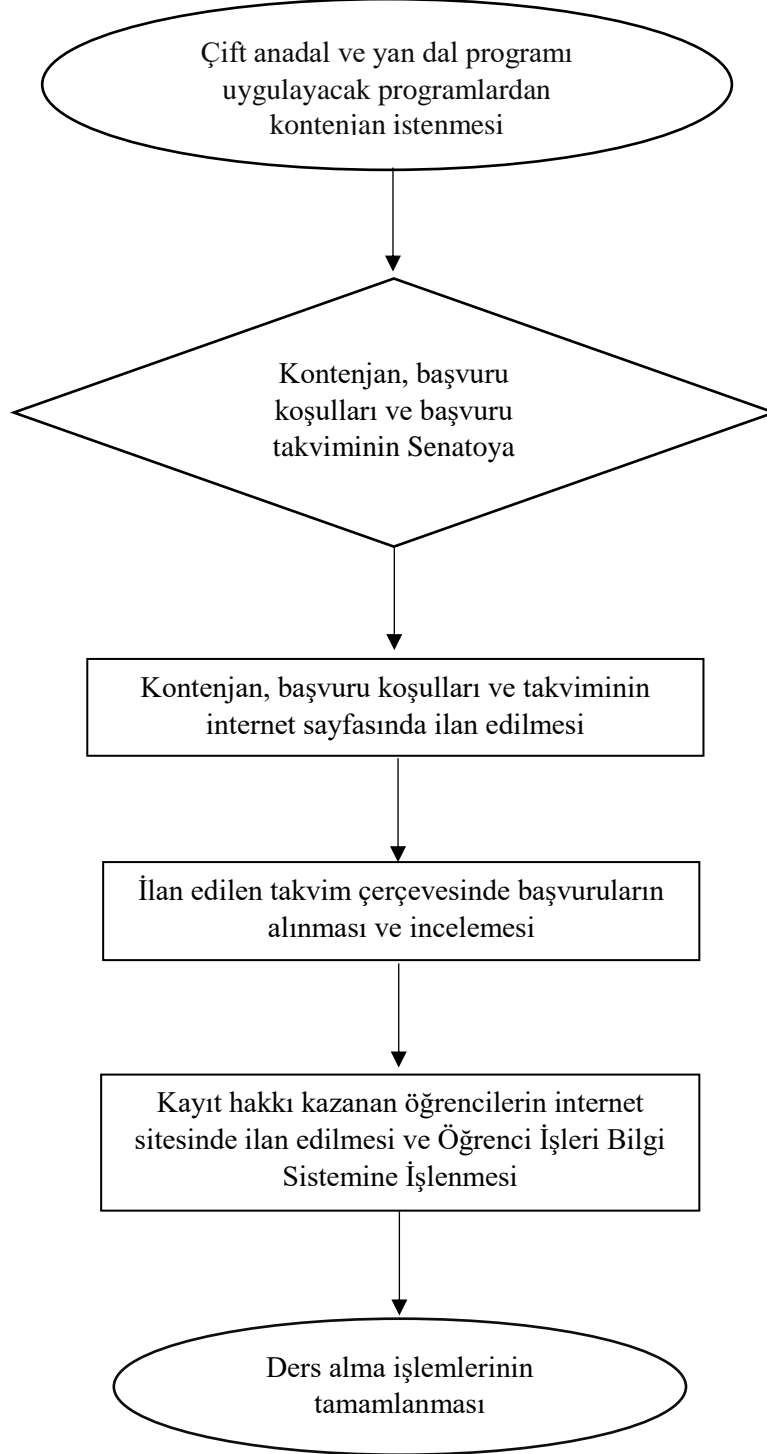 Çift anadal ve yan dal programı
uygulayacak programlardan
kontenjan istenmesi
Kontenjan, başvuru
koşulları ve başvuru
takviminin Senatoya
Kontenjan, başvuru koşulları ve takviminin
internet sayfasında ilan edilmesi
İlan edilen takvim çerçevesinde başvuruların
alınması ve incelemesi
Kayıt hakkı kazanan öğrencilerin internet
sitesinde ilan edilmesi ve Öğrenci İşleri Bilgi
Sistemine İşlenmesi
Ders alma işlemlerinin
tamamlanması